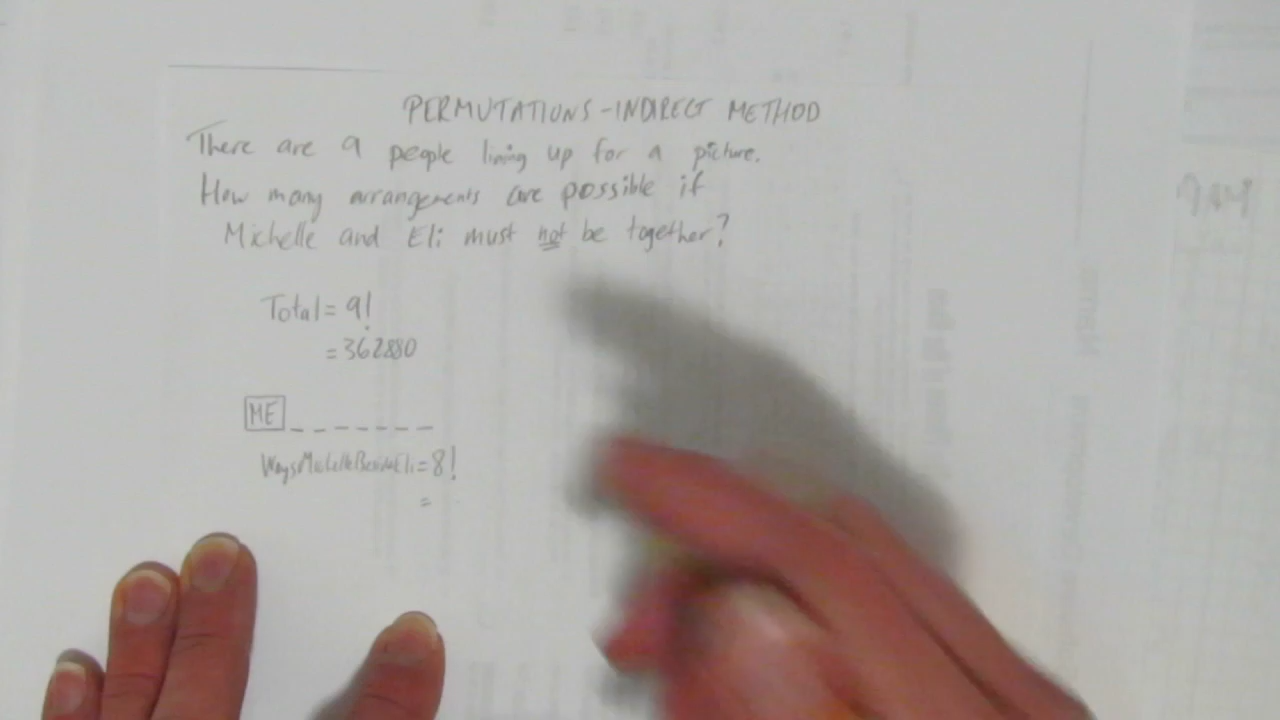 PERMUTATIONS - INDIRECT METHOD
There are 9 people lining up for a picture.
How many arrangements are possible if
Michelle and Eli must not be together?
Total = 9!
= 362880
ME _ _ _ _ _ _ _
WaysMichelleBesideEli = 8!
=